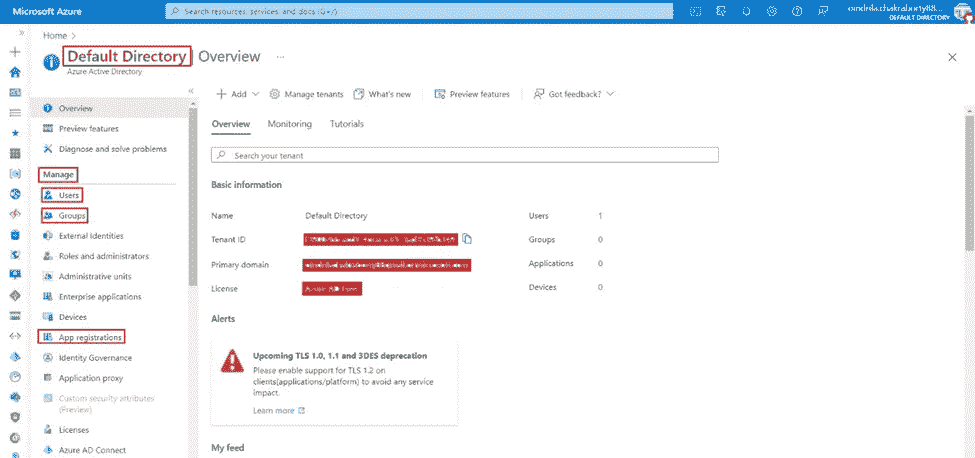 Microsoft Azure
Search resources, services, and docs (G+/)
DEFAULT DIRECTORY
Home >
Default Directory | Overview ...
Azure Active Directory
Overview
Preview features
Diagnose and solve problems
Manage
Users
Groups
External Identities
Roles and administrators
Administrative units
Enterprise applications
Devices
App registrations
Identity Governance
Application proxy
Custom security attributes
(Preview)
Licenses
Azure AD Connect
Add
Manage tenants
What's new
Preview features
Got feedback?
Overview
Monitoring
Tutorials
Search your tenant
Basic information
Name
Default Directory
Users
1
Tenant ID
Groups
0
Primary domain
Applications
0
License
Devices
0
Alerts
Upcoming TLS 1.0, 1.1 and 3DES deprecation
Please enable support for TLS 1.2 on
clients(applications/platform) to avoid any service
impact.
Learn more
My feed